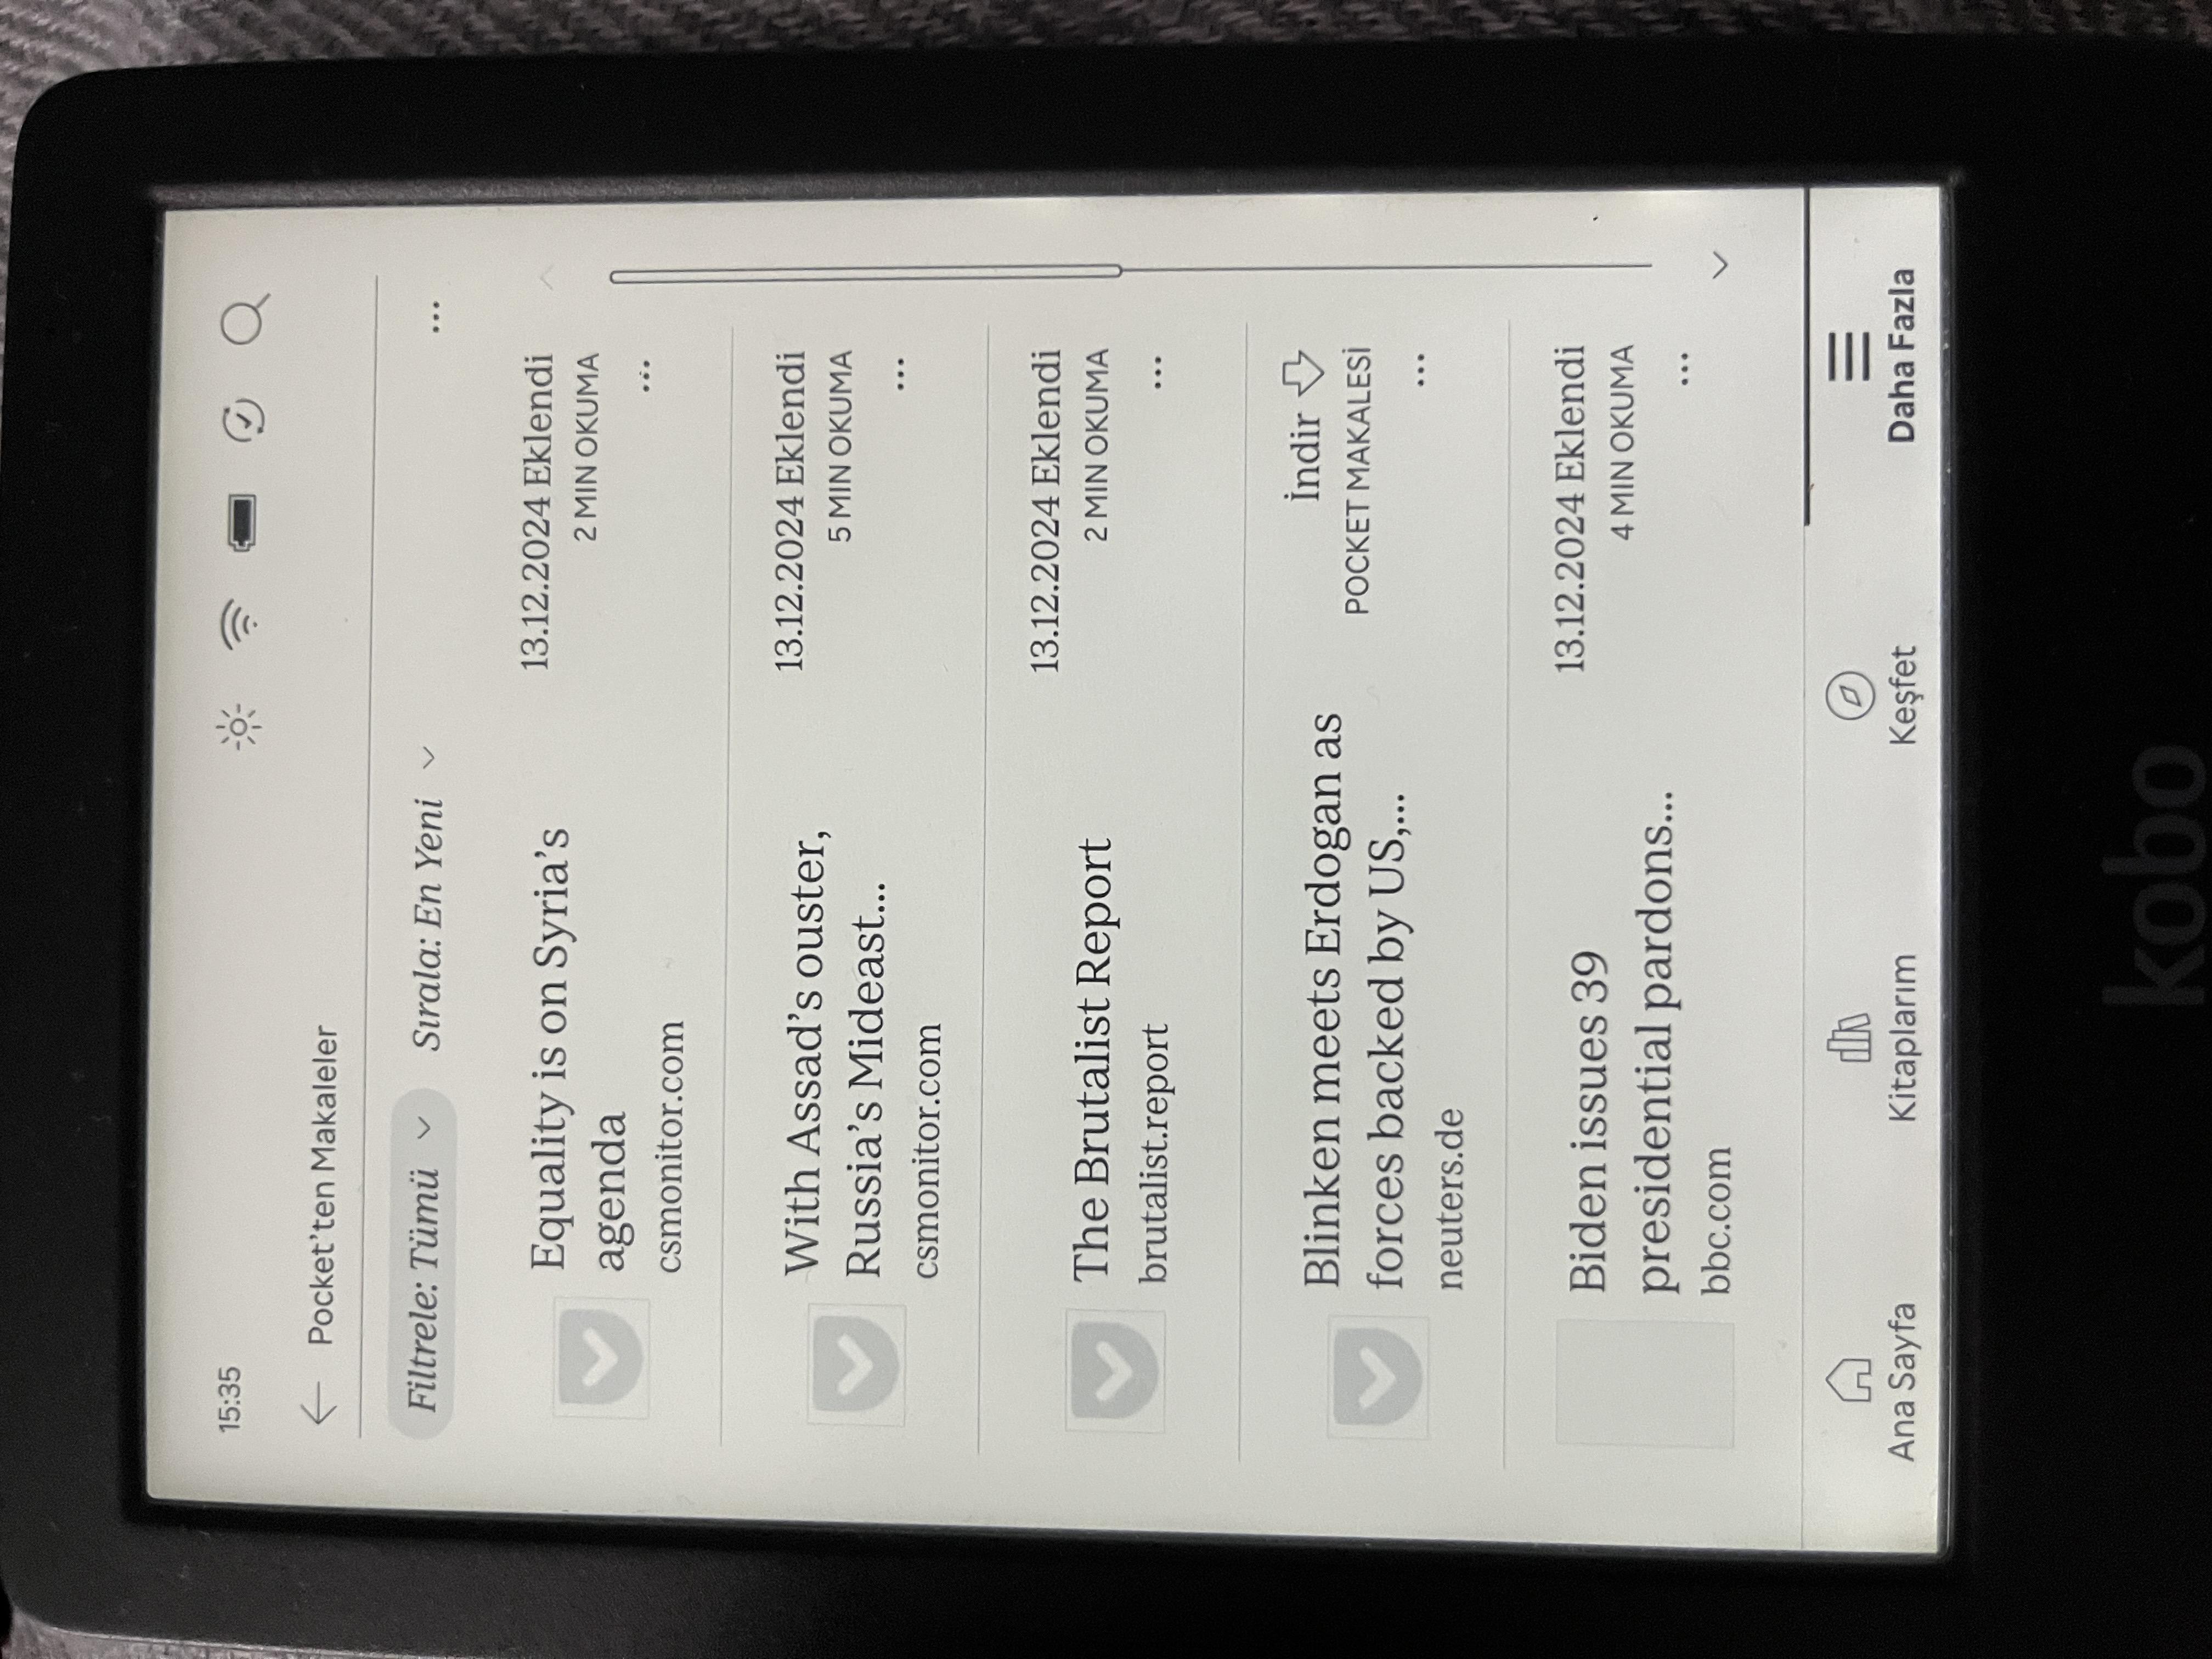 15:35
Pocket’ten Makaleler
Filtrele: Tümü
Sırala: En Yeni
...
Equality is on Syria’s
agenda
csmonitor.com
13.12.2024 Eklendi
2 MIN OKUMA
...
With Assad’s ouster,
Russia’s Mideast...
csmonitor.com
13.12.2024 Eklendi
5 MIN OKUMA
...
The Brutalist Report
brutalist.report
13.12.2024 Eklendi
2 MIN OKUMA
...
Blinken meets Erdogan as
forces backed by US,...
neuters.de
İndir
POCKET MAKALESİ
...
Biden issues 39
presidential pardons...
bbc.com
13.12.2024 Eklendi
4 MIN OKUMA
...
Ana Sayfa
Kitaplarım
Keşfet
Daha Fazla
kobo